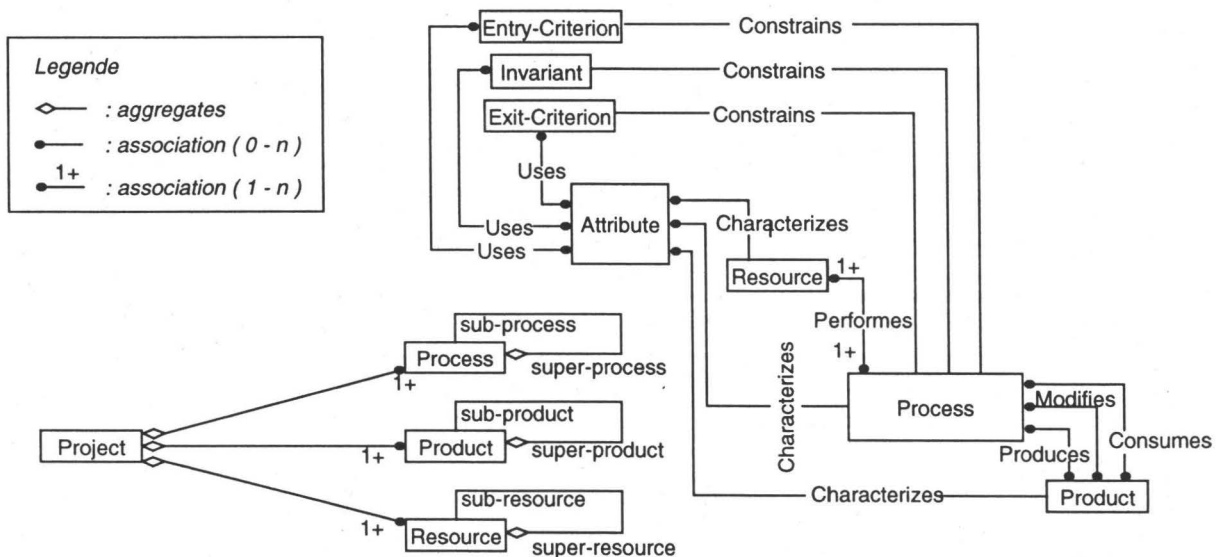 Legende
: aggregates
: association ( 0 - n )
1+
: association ( 1 - n )
Entry-Criterion
Constrains
Invariant
Constrains
Exit-Criterion
Constrains
Uses
Uses
Uses
Attribute
Characterizes
Resource
1+
Performes
1+
Characterizes
Process
Modifies
Consumes
Produces
Characterizes
Product
Project
sub-process
Process
super-process
1+
sub-product
Product
super-product
1+
sub-resource
Resource
super-resource
1+